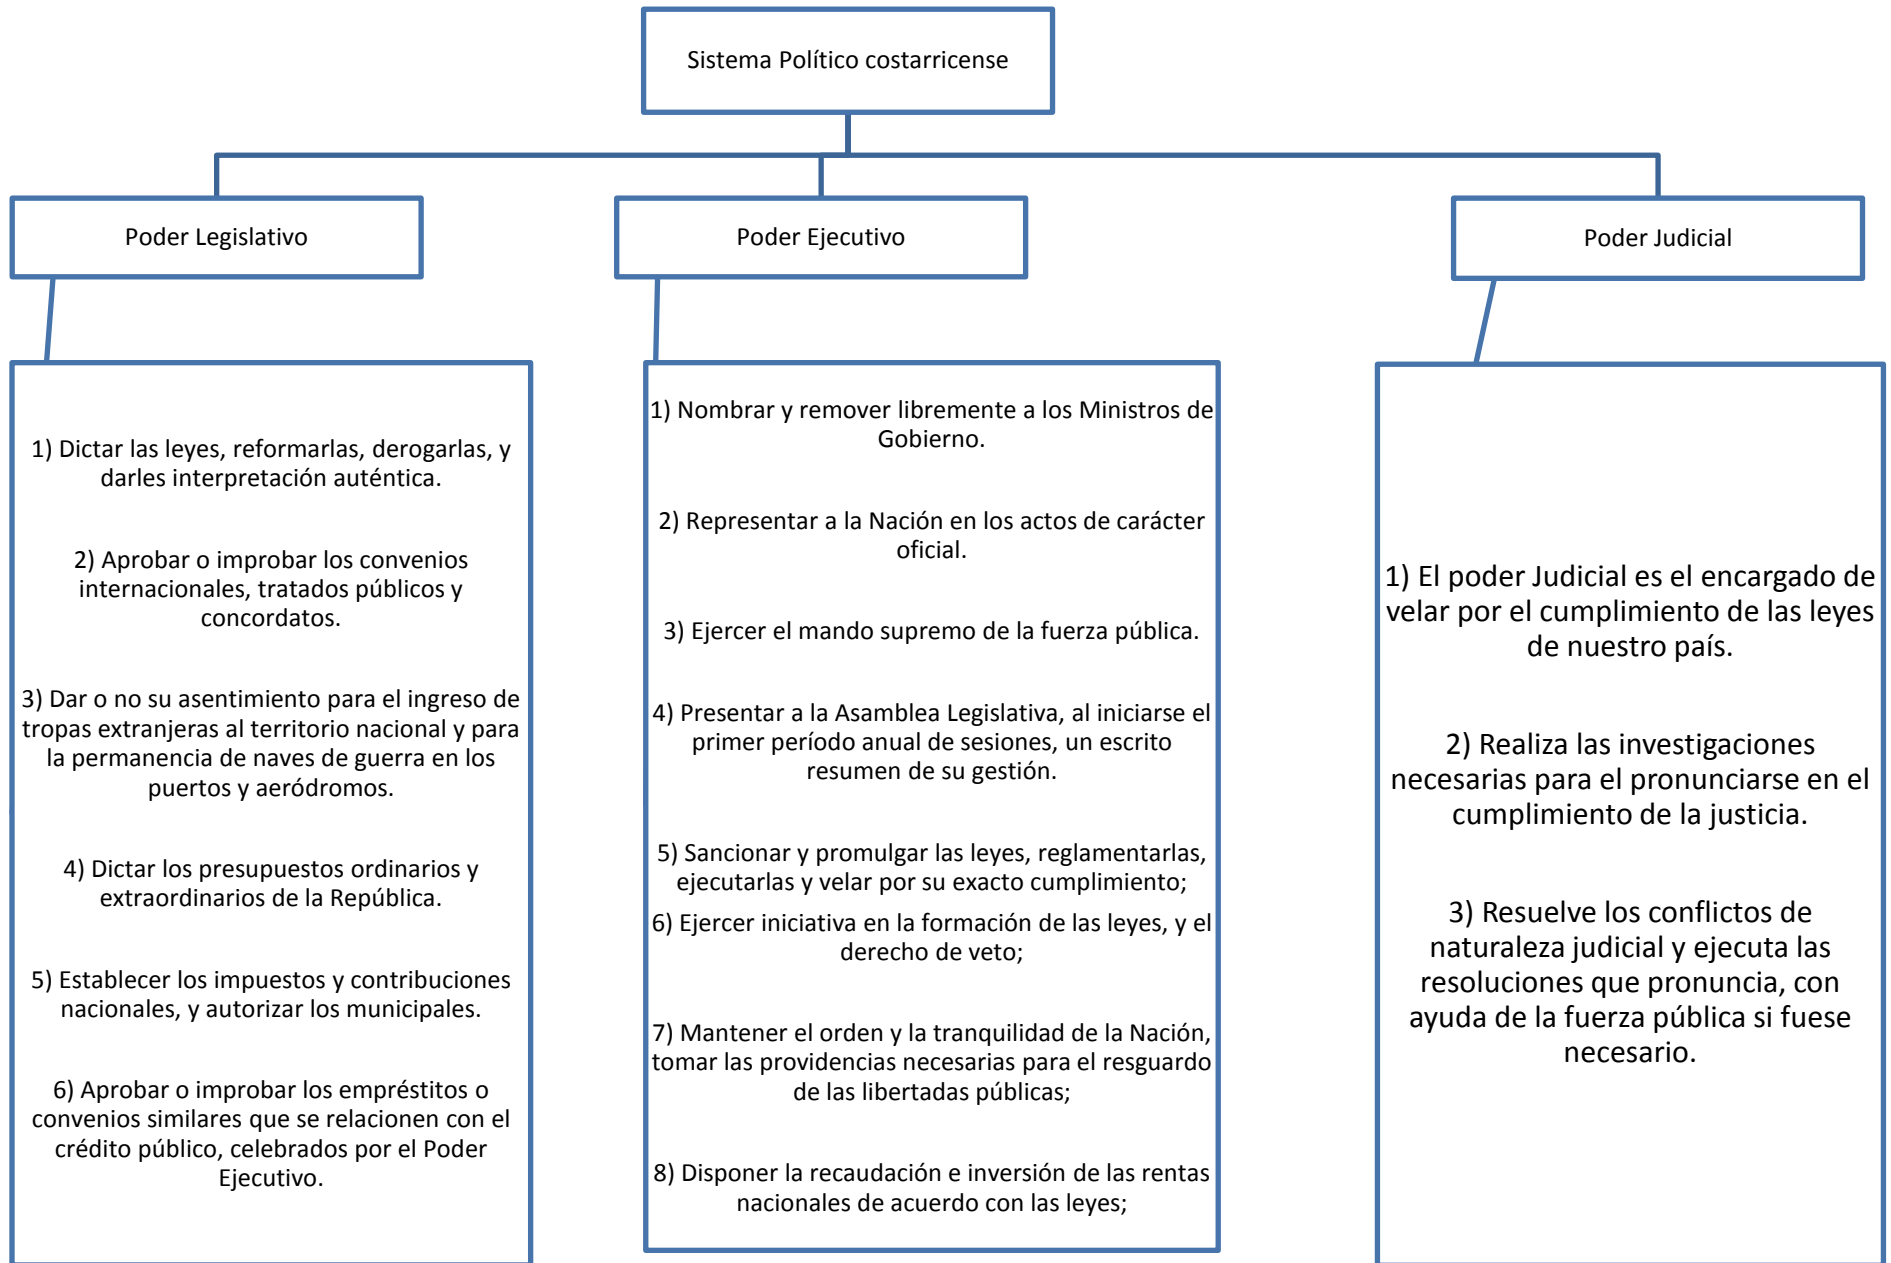 Sistema Político costarricense
Poder Legislativo
Poder Ejecutivo
Poder Judicial
1) Dictar las leyes, reformarlas, derogarlas, y
darles interpretación auténtica.
2) Aprobar o improbar los convenios
internacionales, tratados públicos y
concordatos.
3) Dar o no su asentimiento para el ingreso de
tropas extranjeras al territorio nacional y para
la permanencia de naves de guerra en los
puertos y aeródromos.
4) Dictar los presupuestos ordinarios y
extraordinarios de la República.
5) Establecer los impuestos y contribuciones
nacionales, y autorizar los municipales.
6) Aprobar o improbar los empréstitos o
convenios similares que se relacionen con el
crédito público, celebrados por el Poder
Ejecutivo.
1) Nombrar y remover libremente a los Ministros de
Gobierno.
2) Representar a la Nación en los actos de carácter
oficial.
3) Ejercer el mando supremo de la fuerza pública.
4) Presentar a la Asamblea Legislativa, al iniciarse el
primer período anual de sesiones, un escrito
resumen de su gestión.
5) Sancionar y promulgar las leyes, reglamentarlas,
ejecutarlas y velar por su exacto cumplimiento;
6) Ejercer iniciativa en la formación de las leyes, y el
derecho de veto;
7) Mantener el orden y la tranquilidad de la Nación,
tomar las providencias necesarias para el resguardo
de las libertadas públicas;
8) Disponer la recaudación e inversión de las rentas
nacionales de acuerdo con las leyes;
1) El poder Judicial es el encargado de
velar por el cumplimiento de las leyes
de nuestro país.
2) Realiza las investigaciones
necesarias para el pronunciarse en el
cumplimiento de la justicia.
3) Resuelve los conflictos de
naturaleza judicial y ejecuta las
resoluciones que pronuncia, con
ayuda de la fuerza pública si fuese
necesario.